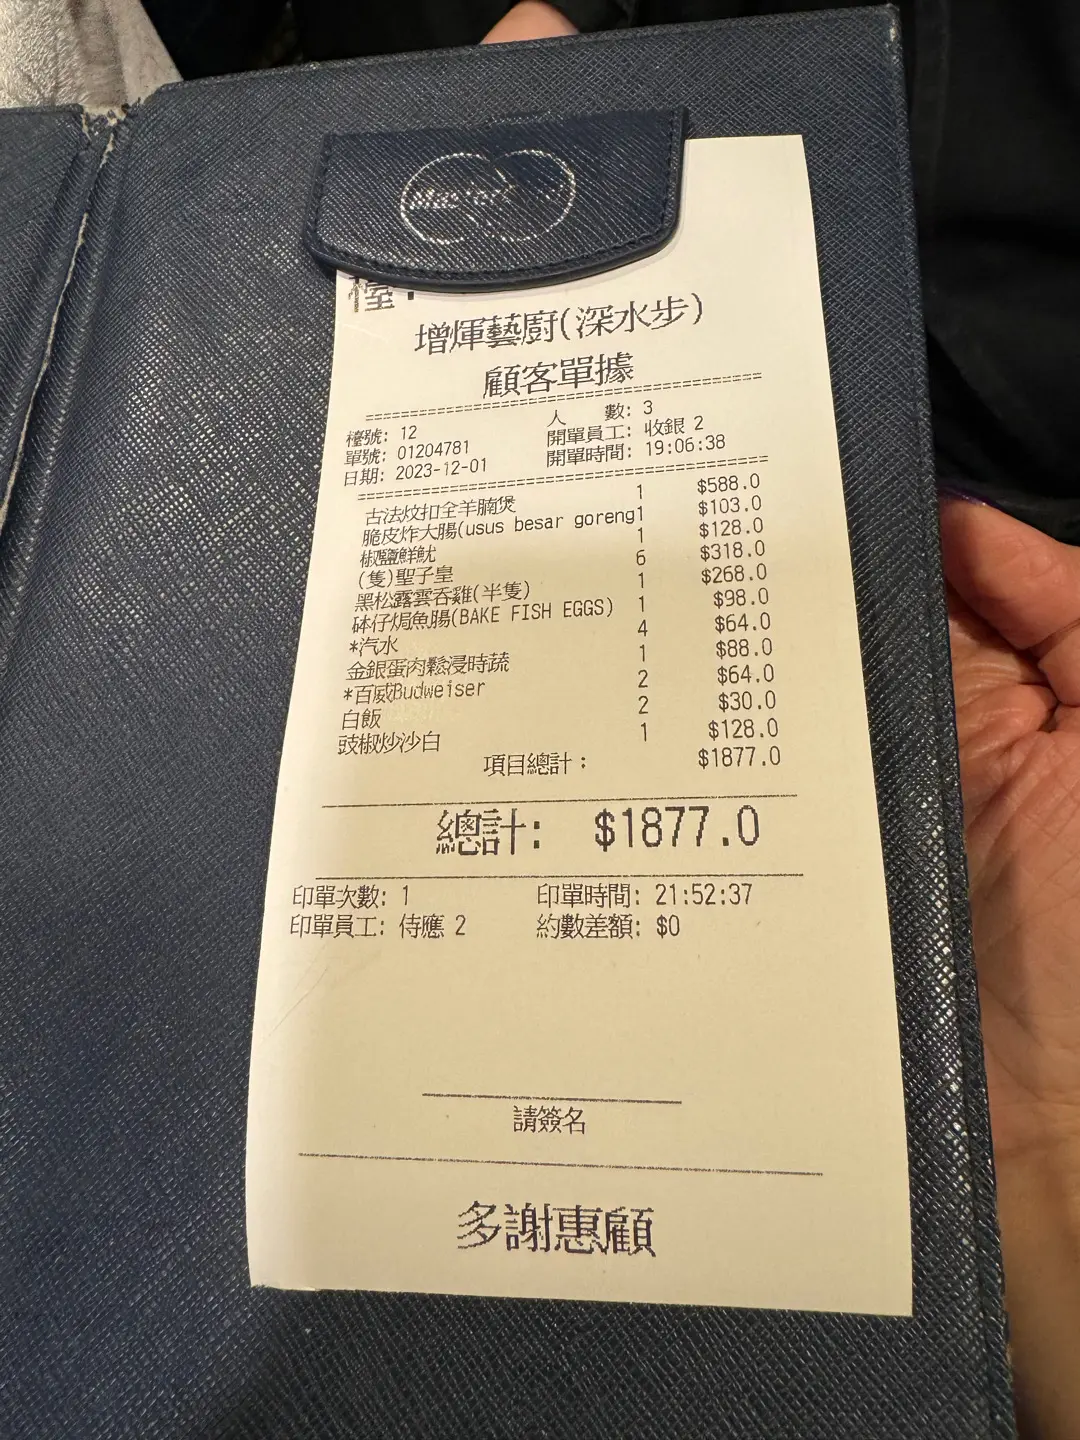 檯:
增煇藝廚(深水步)
顧客單據
檯號: 12 人 數: 3
單號: 01204781 開單員工: 收銀 2
日期: 2023-12-01 開單時間: 19:06:38
古法炆扣全羊腩煲 1 $588.0
脆皮炸大腸(usus besar goreng1 $103.0
椒鹽鮮魷 1 $128.0
(隻)聖子皇 6 $318.0
黑松露雲吞雞(半隻) 1 $268.0
砵仔焗魚腸(BAKE FISH EGGS) 1 $98.0
*汽水 4 $64.0
金銀蛋肉鬆浸時蔬 1 $88.0
*百威Budweiser 2 $64.0
白飯 2 $30.0
豉椒炒沙白 1 $128.0
項目總計: $1877.0
總計: $1877.0
印單次數: 1 印單時間: 21:52:37
印單員工: 侍應 2 約數差額: $0
請簽名
多謝惠顧